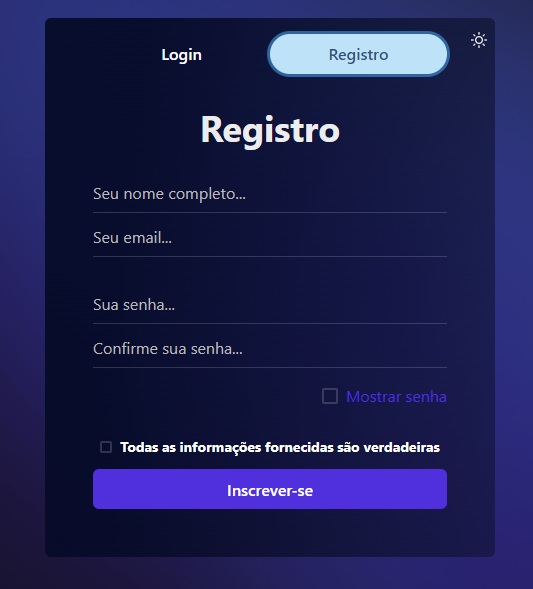 Login Registro
Registro
Seu nome completo...
Seu email...
Sua senha...
Confirme sua senha...
Mostrar senha
Todas as informações fornecidas são verdadeiras
Inscrever-se